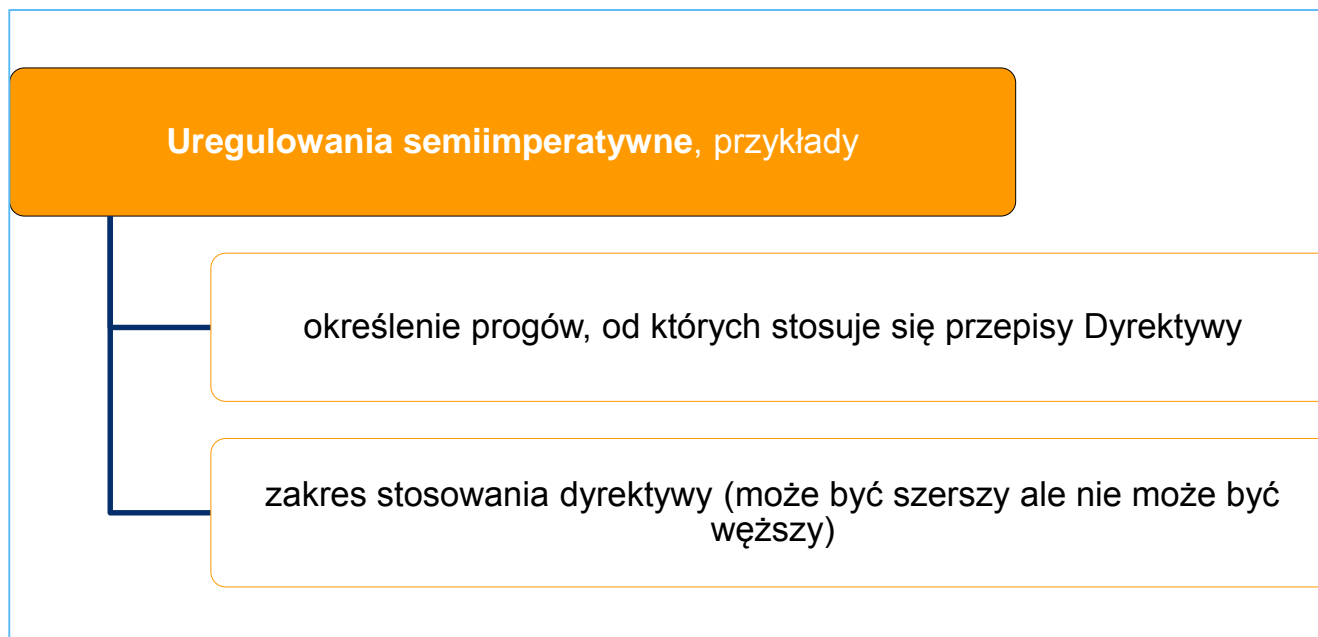 Uregulowania semiimperatywne, przykłady
określenie progów, od których stosuje się przepisy Dyrektywy
zakres stosowania dyrektywy (może być szerszy ale nie może być
węższy)